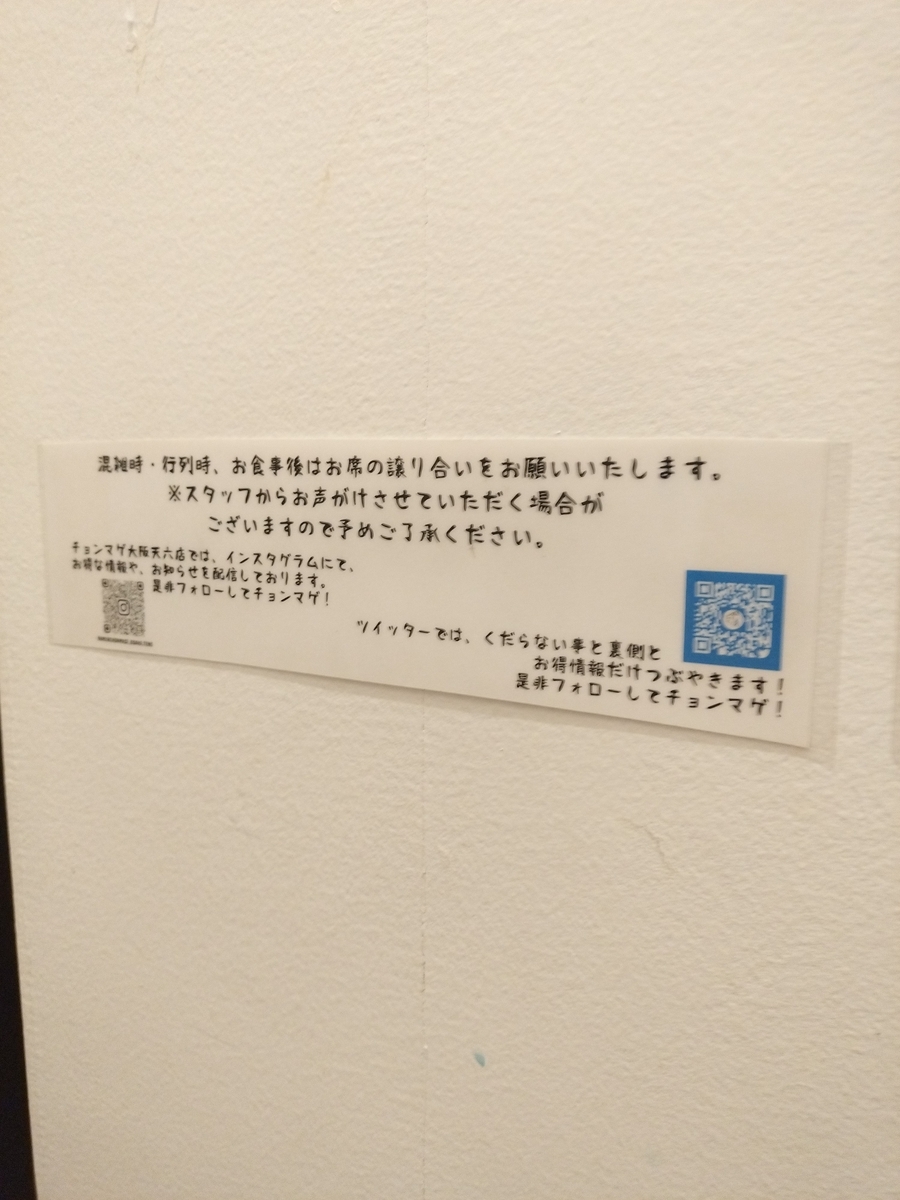 混雑時・行列時、お食事後はお席の譲り合いをお願いいたします。
※スタッフからお声がけさせていただく場合が
ございますので予めご了承ください。
チョンマゲ大阪天六店では、インスタグラムにて、
お得な情報や、お知らせを配信しております。
是非フォローしてチョンマゲ！
ツイッターでは、くだらない事と裏側と
お得情報だけつぶやきます！
是非フォローしてチョンマゲ！